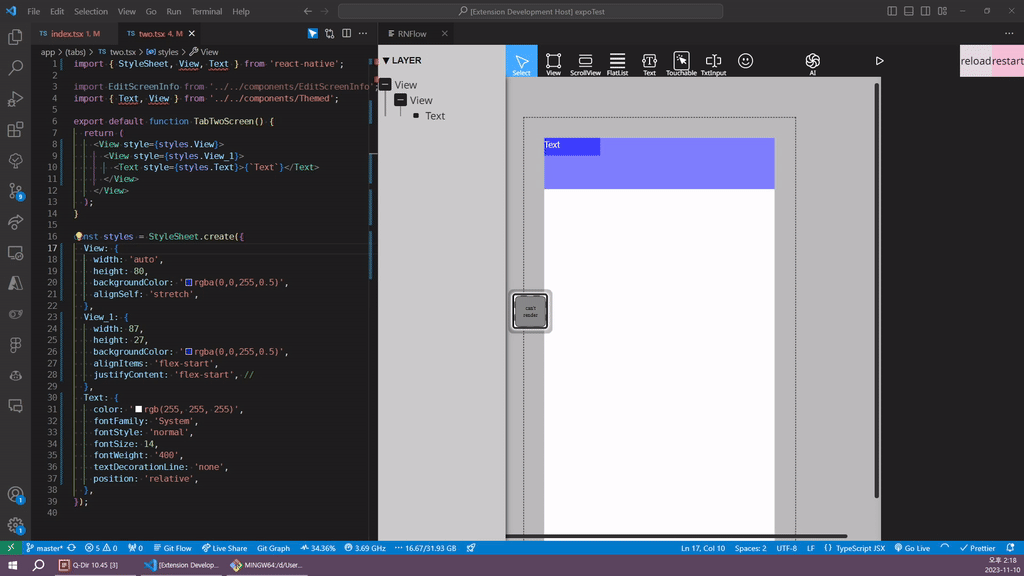 File Edit Selection View Go Run Terminal Help
[Extension Development Host] expoTest
TS index.tsx 1, M
TS two.tsx 4, M
RNFlow
app > (tabs) > TS two.tsx > styles > View
1 import { StyleSheet, View, Text } from 'react-native';
2
3 import EditScreenInfo from '../../components/EditScreenInfo';
4 import { Text, View } from '../../components/Themed';
5
6 export default function TabTwoScreen() {
7 return (
8 <View style={styles.View}>
9 <View style={styles.View_1}>
10 <Text style={styles.Text}>{`Text`}</Text>
11 </View>
12 </View>
13 );
14 }
15
16 const styles = StyleSheet.create({
17 View: {
18 width: 'auto',
19 height: 80,
20 backgroundColor: 'rgba(0,0,255,0.5)',
21 alignSelf: 'stretch',
22 },
23 View_1: {
24 width: 87,
25 height: 27,
26 backgroundColor: 'rgba(0,0,255,0.5)',
27 alignItems: 'flex-start',
28 justifyContent: 'flex-start', //
29 },
30 Text: {
31 color: 'rgb(255, 255, 255)',
32 fontFamily: 'System',
33 fontStyle: 'normal',
34 fontSize: 14,
35 fontWeight: '400',
36 textDecorationLine: 'none',
37 position: 'relative',
38 },
39 });
40
LAYER
View
View
Text
Select View ScrollView FlatList Text Touchable TxtInput AI
reload restart
Text
can't
render
9
1
1
master* 5 0 0 Git Flow Live Share Git Graph 34.36% 3.69 GHz 16.67/31.93 GB Ln 17, Col 10 Spaces: 2 UTF-8 LF {} TypeScript JSX Go Live Prettier
Q-Dir 10.45 [3] [Extension Develop... MINGW64:/d/User...
오후 2:18
2023-11-10